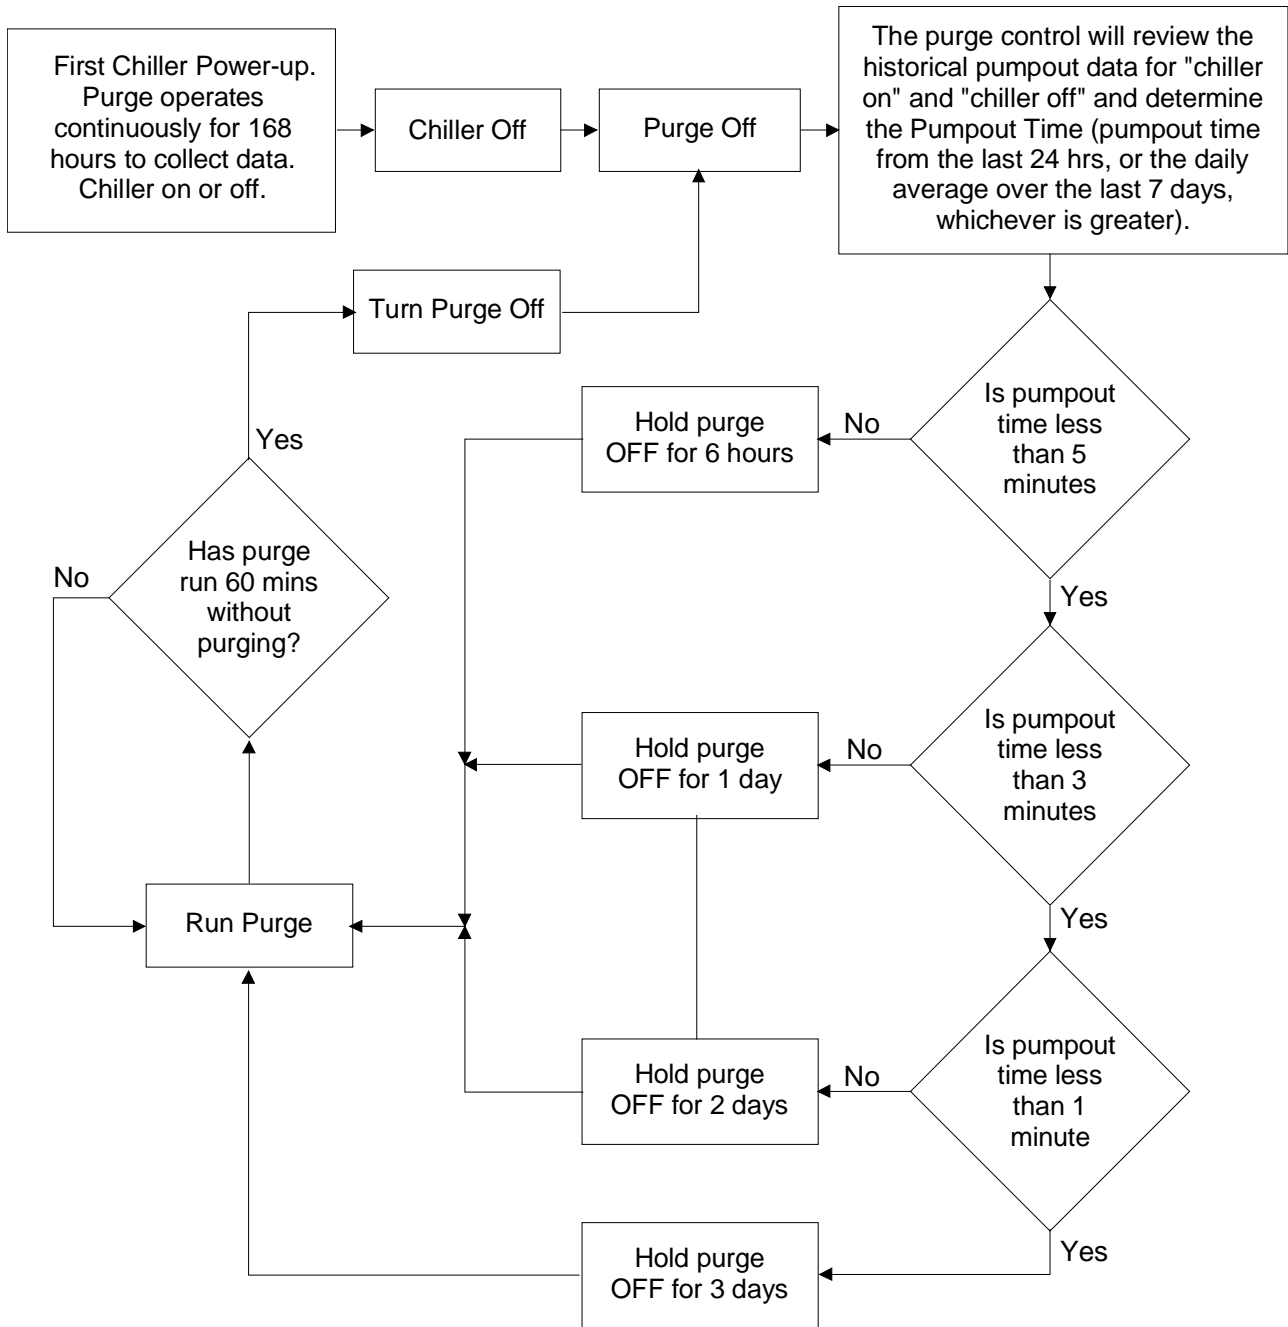 First Chiller Power-up.
Purge operates
continuously for 168
hours to collect data.
Chiller on or off.
Chiller Off
Purge Off
The purge control will review the
historical pumpout data for "chiller
on" and "chiller off" and determine
the Pumpout Time (pumpout time
from the last 24 hrs, or the daily
average over the last 7 days,
whichever is greater).
Turn Purge Off
Is pumpout
time less
than 5
minutes
No
Hold purge
OFF for 6 hours
Yes
Yes
Has purge
run 60 mins
without
purging?
No
Is pumpout
time less
than 3
minutes
No
Hold purge
OFF for 1 day
Run Purge
Yes
Is pumpout
time less
than 1
minute
No
Hold purge
OFF for 2 days
Yes
Hold purge
OFF for 3 days